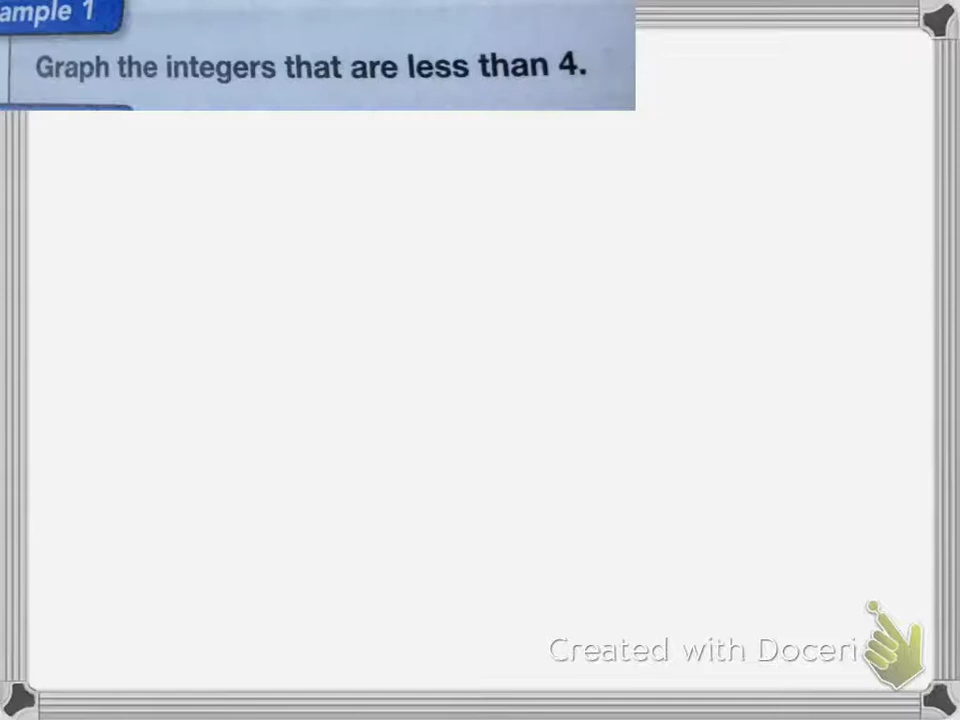 ample 1
Graph the integers that are less than 4.
Created with Doceri